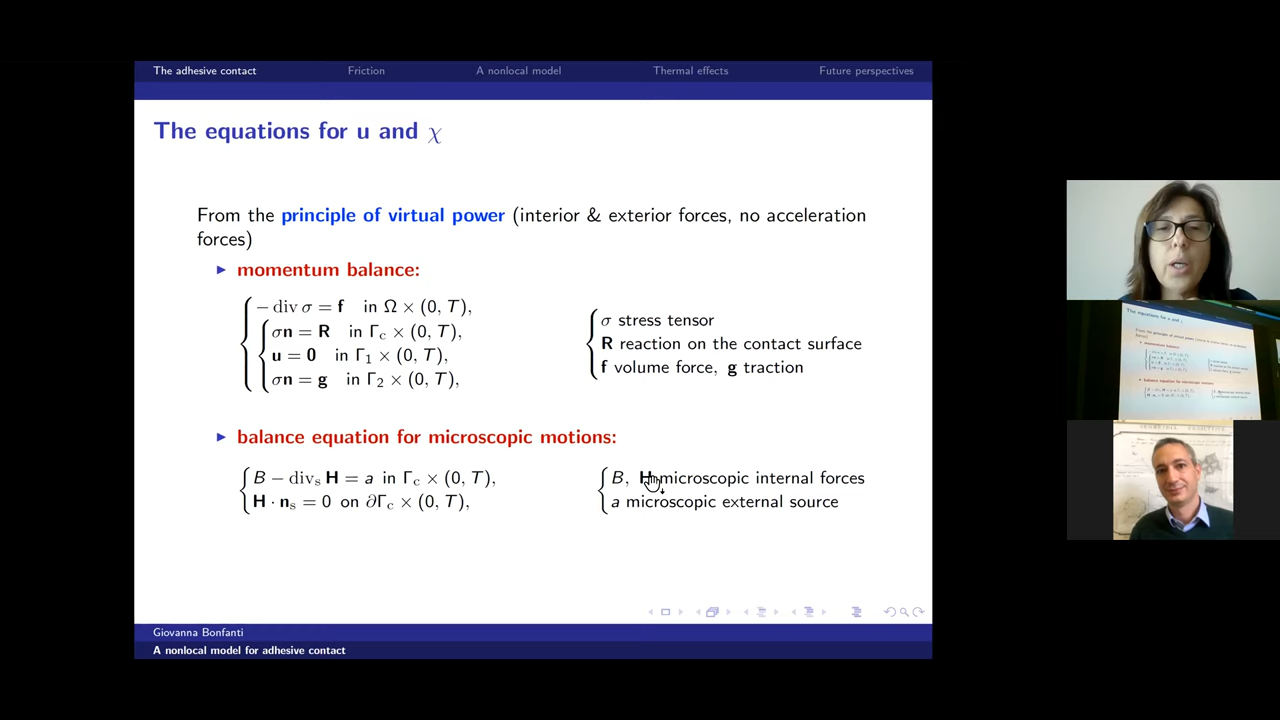 The adhesive contact Friction A nonlocal model Thermal effects Future perspectives
The equations for u and χ
From the principle of virtual power (interior & exterior forces, no acceleration
forces)
▶ momentum balance:
− div σ = f in Ω × (0, T),
σn = R in Γc × (0, T),
u = 0 in Γ1 × (0, T),
σn = g in Γ2 × (0, T),
σ stress tensor
R reaction on the contact surface
f volume force, g traction
▶ balance equation for microscopic motions:
B − divs H = a in Γc × (0, T),
H · ns = 0 on ∂Γc × (0, T),
B, H microscopic internal forces
a microscopic external source
Giovanna Bonfanti
A nonlocal model for adhesive contact
The equations for u and χ